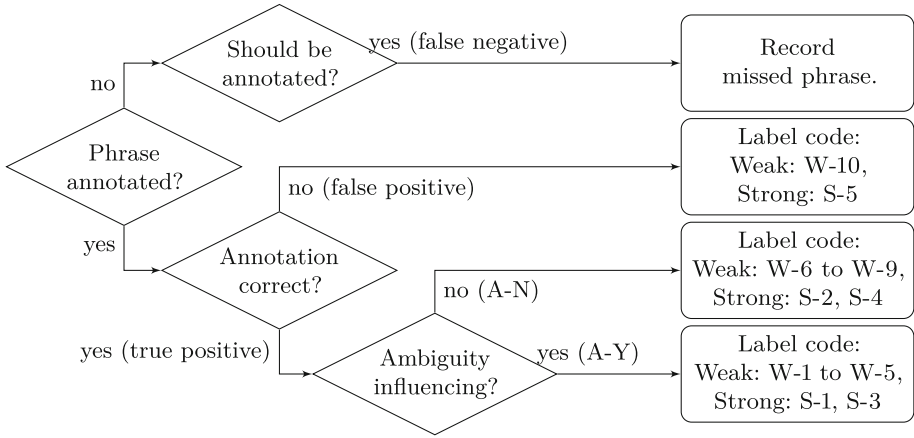 Should be
annotated?
yes (false negative)
Record
missed phrase.
no
Phrase
annotated?
yes
no (false positive)
Label code:
Weak: W-10,
Strong: S-5
Annotation
correct?
no (A-N)
Label code:
Weak: W-6 to W-9,
Strong: S-2, S-4
yes (true positive)
Ambiguity
influencing?
yes (A-Y)
Label code:
Weak: W-1 to W-5,
Strong: S-1, S-3